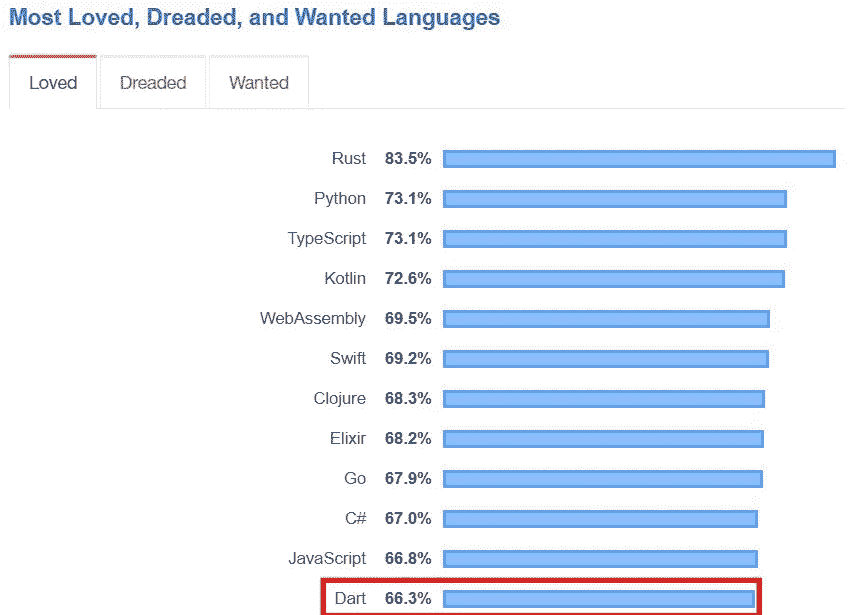 Most Loved, Dreaded, and Wanted Languages
Loved Dreaded Wanted
Rust 83.5%
Python 73.1%
TypeScript 73.1%
Kotlin 72.6%
WebAssembly 69.5%
Swift 69.2%
Clojure 68.3%
Elixir 68.2%
Go 67.9%
C# 67.0%
JavaScript 66.8%
Dart 66.3%